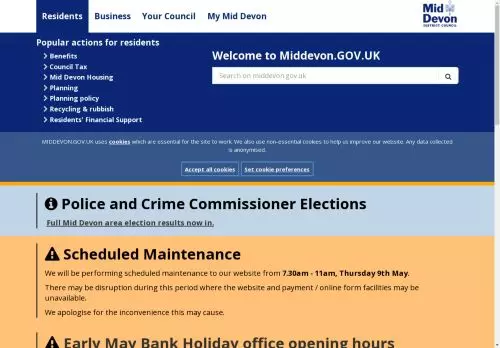 Residents Business Your Council My Mid Devon
Mid
Devon
DISTRICT COUNCIL
Popular actions for residents
Benefits
Council Tax
Mid Devon Housing
Planning
Planning policy
Recycling & rubbish
Residents' Financial Support
Welcome to Middevon.GOV.UK
Search on middevon.gov.uk
MIDDEVON.GOV.UK uses cookies which are essential for the site to work. We also use non-essential cookies to help us improve our website. Any data collected
is anonymised.
Accept all cookies Set cookie preferences
Police and Crime Commissioner Elections
Full Mid Devon area election results now in.
Scheduled Maintenance
We will be performing scheduled maintenance to our website from 7.30am - 11am, Thursday 9th May.
There may be disruption during this period where the website and payment / online form facilities may be
unavailable.
We apologise for the inconvenience this may cause.
Early May Bank Holiday office opening hours